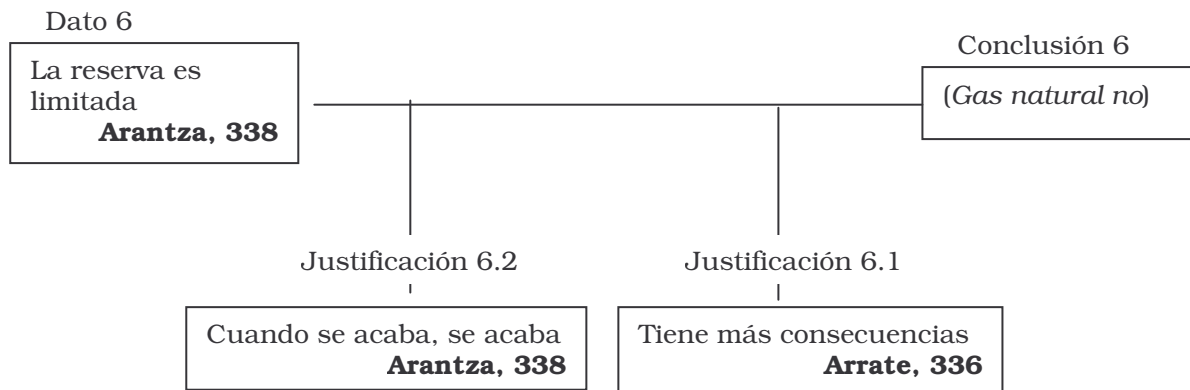 Dato 6
La reserva es
limitada
Arantza, 338
Conclusión 6
(Gas natural no)
Justificación 6.2
Cuando se acaba, se acaba
Arantza, 338
Justificación 6.1
Tiene más consecuencias
Arrate, 336